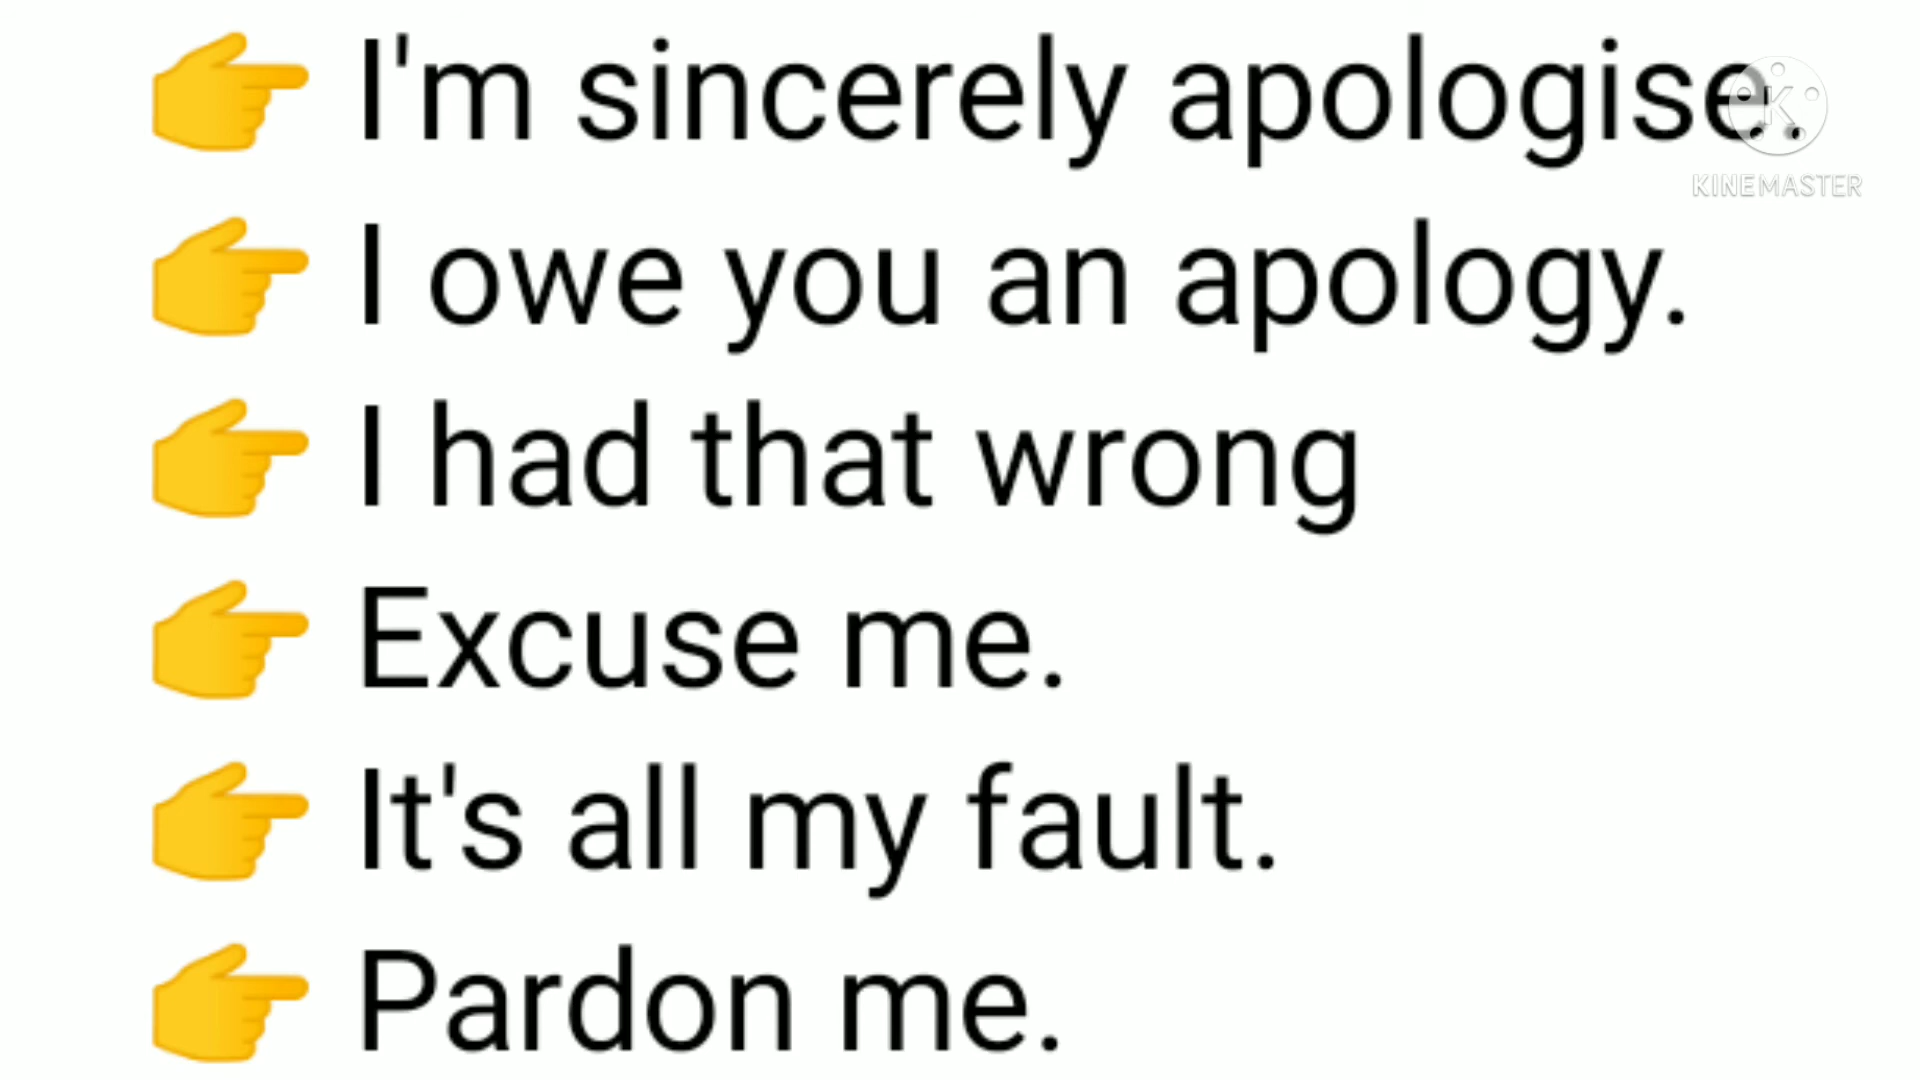 👉 I'm sincerely apologise.
KINEMASTER
👉 I owe you an apology.
👉 I had that wrong
👉 Excuse me.
👉 It's all my fault.
👉 Pardon me.